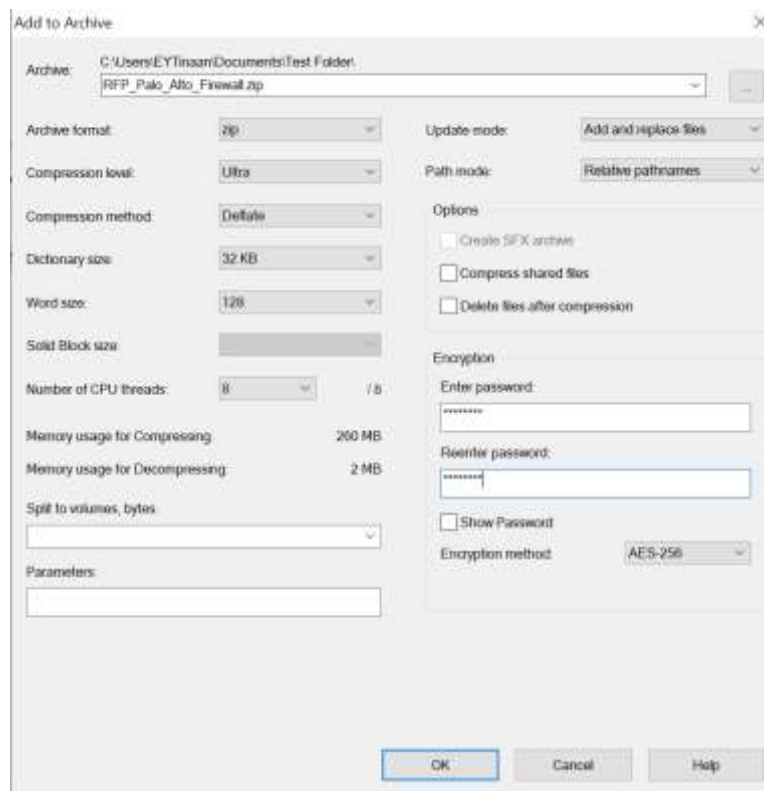 Add to Archive
Archive:
C:\Users\EYTinaan\Documents\Test Folder\
RFP_Palo_Alto_Firewall.zip
...
Archive format:
zip
Compression level:
Ultra
Compression method:
Deflate
Dictionary size:
32 KB
Word size:
128
Solid Block size:
Number of CPU threads:
8
/ 8
Memory usage for Compressing:
260 MB
Memory usage for Decompressing:
2 MB
Split to volumes, bytes:
Parameters:
Update mode:
Add and replace files
Path mode:
Relative pathnames
Options
Create SFX archive
Compress shared files
Delete files after compression
Encryption
Enter password:
********
Reenter password:
********
Show Password
Encryption method:
AES-256
OK
Cancel
Help